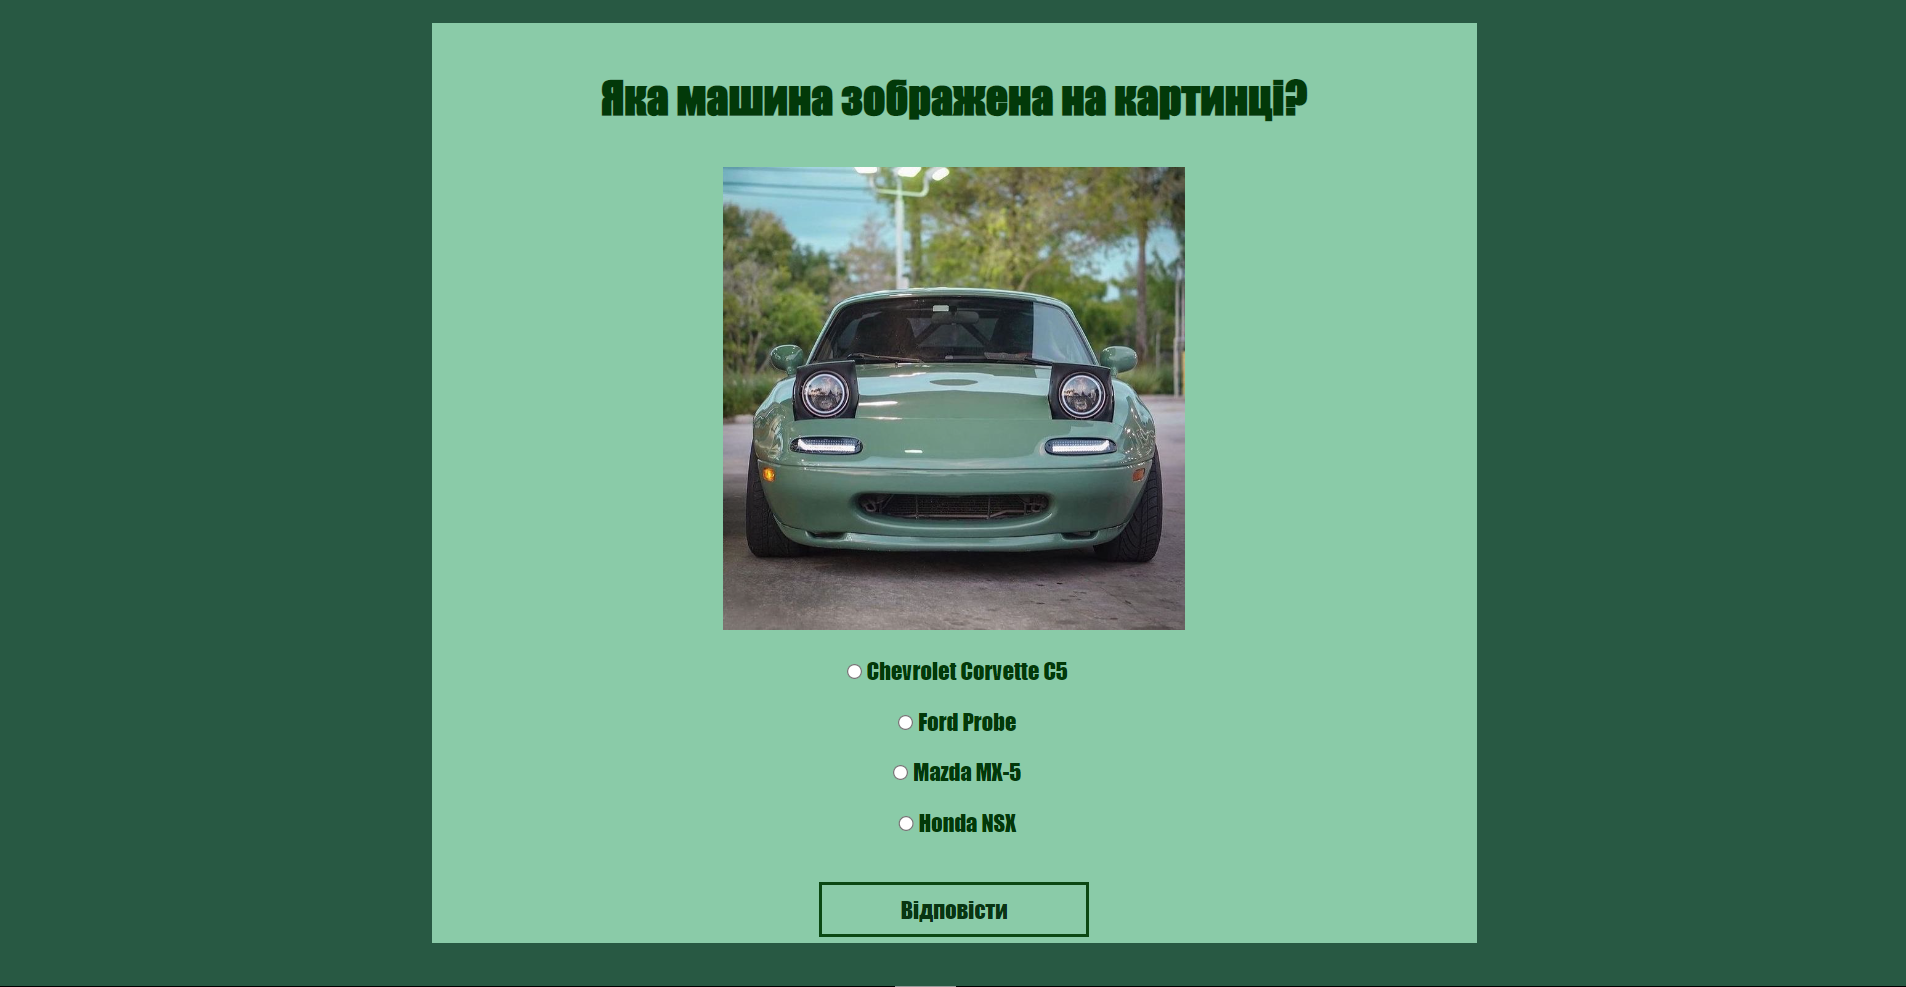 Яка машина зображена на картинці?
Chevrolet Corvette C5
Ford Probe
Mazda MX-5
Honda NSX
Відповісти